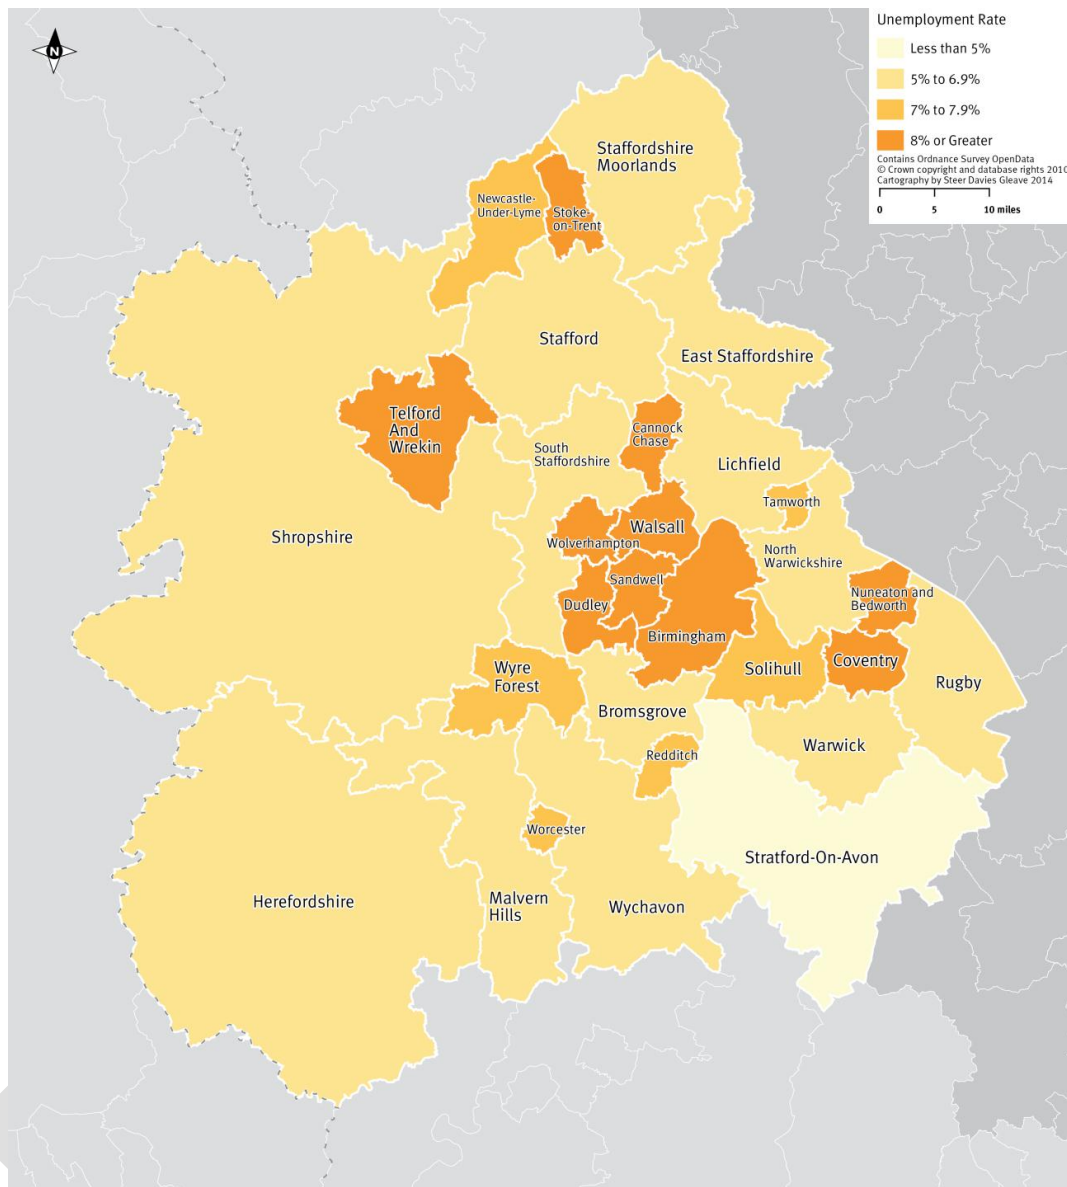 N
Unemployment Rate
Less than 5%
5% to 6.9%
7% to 7.9%
8% or Greater
Contains Ordnance Survey OpenData
© Crown copyright and database rights 2010
Cartography by Steer Davies Gleave 2014
0 5 10 miles
Staffordshire
Moorlands
Newcastle-
Under-Lyme
Stoke-
on-Trent
Stafford
East Staffordshire
Telford
And
Wrekin
Cannock
Chase
South
Staffordshire
Lichfield
Tamworth
Shropshire
Wolverhampton
Walsall
North
Warwickshire
Sandwell
Dudley
Birmingham
Nuneaton and
Bedworth
Wyre
Forest
Solihull
Coventry
Rugby
Bromsgrove
Redditch
Warwick
Worcester
Stratford-On-Avon
Herefordshire
Malvern
Hills
Wychavon